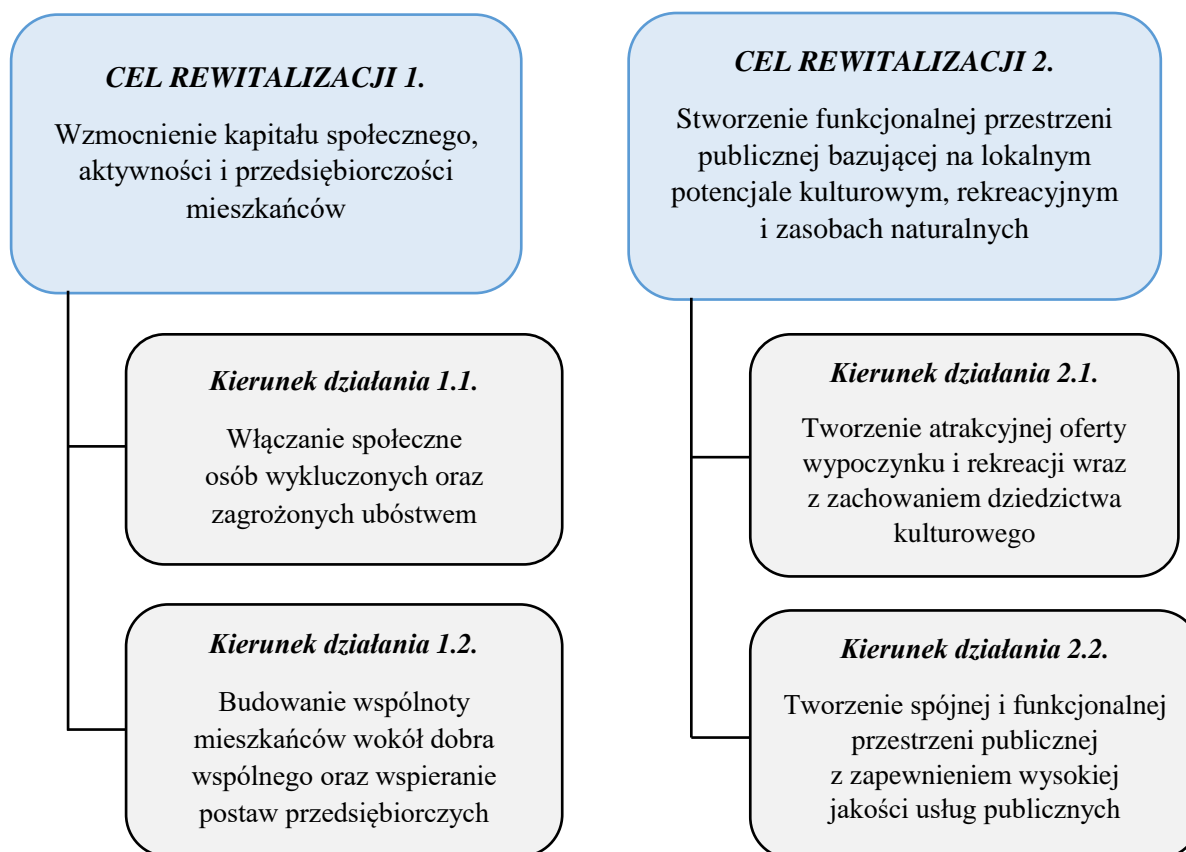 CEL REWITALIZACJI 1.
Wzmocnienie kapitału społecznego,
aktywności i przedsiębiorczości
mieszkańców
Kierunek działania 1.1.
Włączanie społeczne
osób wykluczonych oraz
zagrożonych ubóstwem
Kierunek działania 1.2.
Budowanie wspólnoty
mieszkańców wokół dobra
wspólnego oraz wspieranie
postaw przedsiębiorczych
CEL REWITALIZACJI 2.
Stworzenie funkcjonalnej przestrzeni
publicznej bazującej na lokalnym
potencjale kulturowym, rekreacyjnym
i zasobach naturalnych
Kierunek działania 2.1.
Tworzenie atrakcyjnej oferty
wypoczynku i rekreacji wraz
z zachowaniem dziedzictwa
kulturowego
Kierunek działania 2.2.
Tworzenie spójnej i funkcjonalnej
przestrzeni publicznej
z zapewnieniem wysokiej
jakości usług publicznych